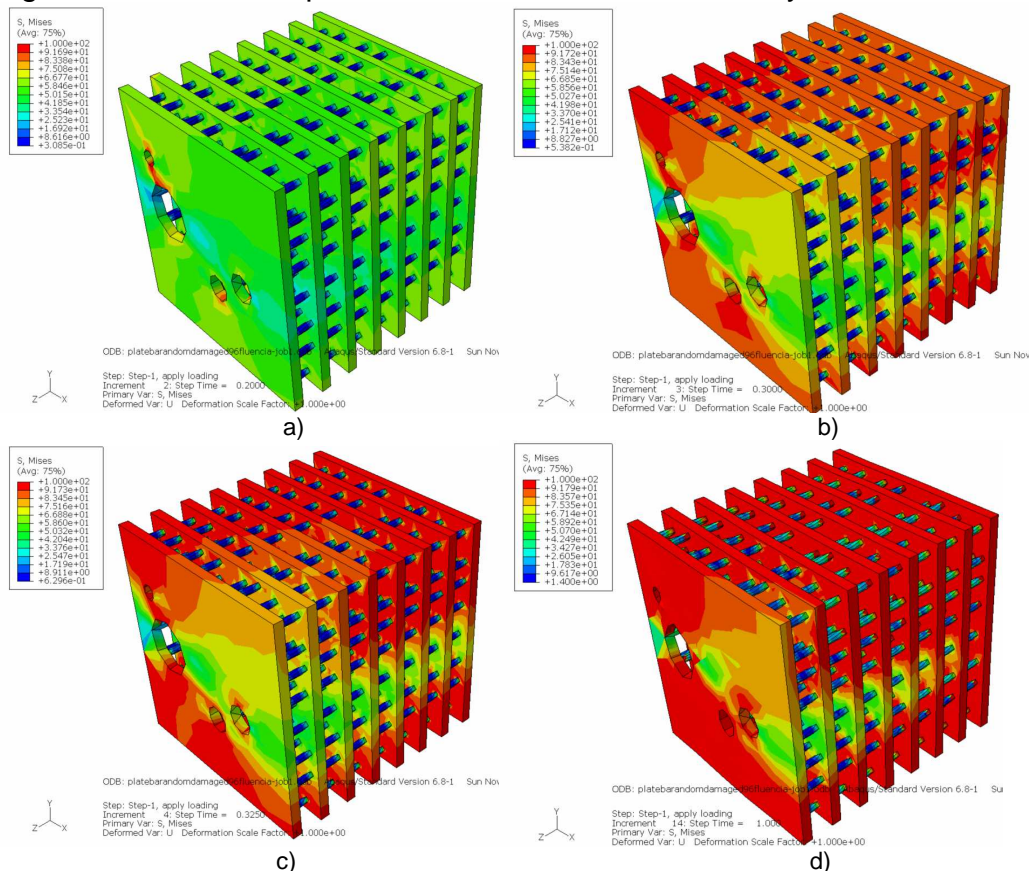 S, Mises
(Avg: 75%)
+1.000e+02
+9.169e+01
+8.338e+01
+7.508e+01
+6.677e+01
+5.846e+01
+5.015e+01
+4.185e+01
+3.354e+01
+2.523e+01
+1.692e+01
+8.616e+00
+3.085e-01
ODB: platebarandomdamaged96fluencia-job1. Abaqus/Standard Version 6.8-1 Sun Nov
Step: Step-1, apply loading
Increment 2: Step Time = 0.2000
Primary Var: S, Mises
Deformed Var: U Deformation Scale Factor: +1.000e+00
Y
Z X
a)
S, Mises
(Avg: 75%)
+1.000e+02
+9.172e+01
+8.343e+01
+7.514e+01
+6.685e+01
+5.856e+01
+5.027e+01
+4.198e+01
+3.370e+01
+2.541e+01
+1.712e+01
+8.827e+00
+5.382e-01
ODB: platebarandomdamaged96fluencia-job1. Abaqus/Standard Version 6.8-1 Sun Nov
Step: Step-1, apply loading
Increment 3: Step Time = 0.3000
Primary Var: S, Mises
Deformed Var: U Deformation Scale Factor: +1.000e+00
Y
Z X
b)
S, Mises
(Avg: 75%)
+1.000e+02
+9.173e+01
+8.345e+01
+7.516e+01
+6.688e+01
+5.860e+01
+5.032e+01
+4.204e+01
+3.376e+01
+2.547e+01
+1.719e+01
+8.911e+00
+6.296e-01
ODB: platebarandomdamaged96fluencia-job1. Abaqus/Standard Version 6.8-1 Sun Nov
Step: Step-1, apply loading
Increment 4: Step Time = 0.3250
Primary Var: S, Mises
Deformed Var: U Deformation Scale Factor: +1.000e+00
Y
Z X
c)
S, Mises
(Avg: 75%)
+1.000e+02
+9.179e+01
+8.357e+01
+7.535e+01
+6.714e+01
+5.892e+01
+5.070e+01
+4.249e+01
+3.427e+01
+2.605e+01
+1.783e+01
+9.617e+00
+1.400e+00
ODB: platebarandomdamaged96fluencia-job1. Abaqus/Standard Version 6.8-1 Su
Step: Step-1, apply loading
Increment 14: Step Time = 1.000
Primary Var: S, Mises
Deformed Var: U Deformation Scale Factor: +1.000e+00
Y
Z X
d)